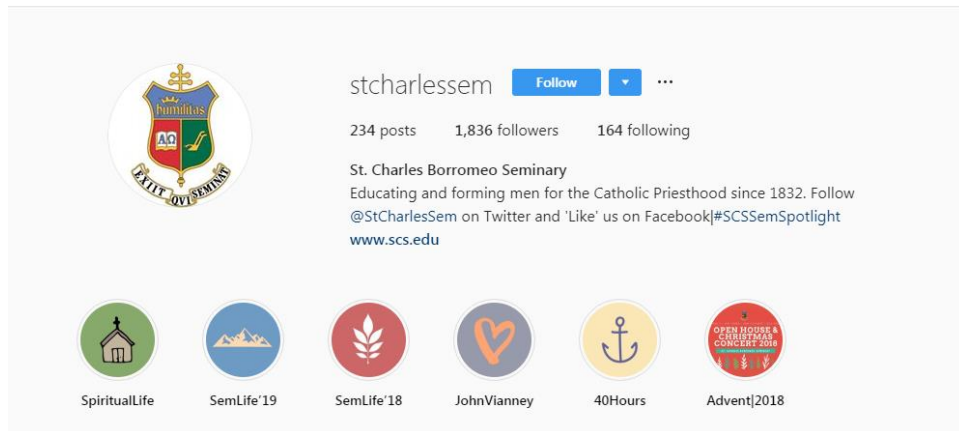 stcharlessem Follow
234 posts 1,836 followers 164 following
humilitas
ΑΩ
EXIIT QVI SEMINAT
St. Charles Borromeo Seminary
Educating and forming men for the Catholic Priesthood since 1832. Follow
@StCharlesSem on Twitter and 'Like' us on Facebook|#SCSSemSpotlight
www.scs.edu
OPEN HOUSE &
CHRISTMAS
CONCERT 2018
SpiritualLife SemLife'19 SemLife'18 JohnVianney 40Hours Advent|2018